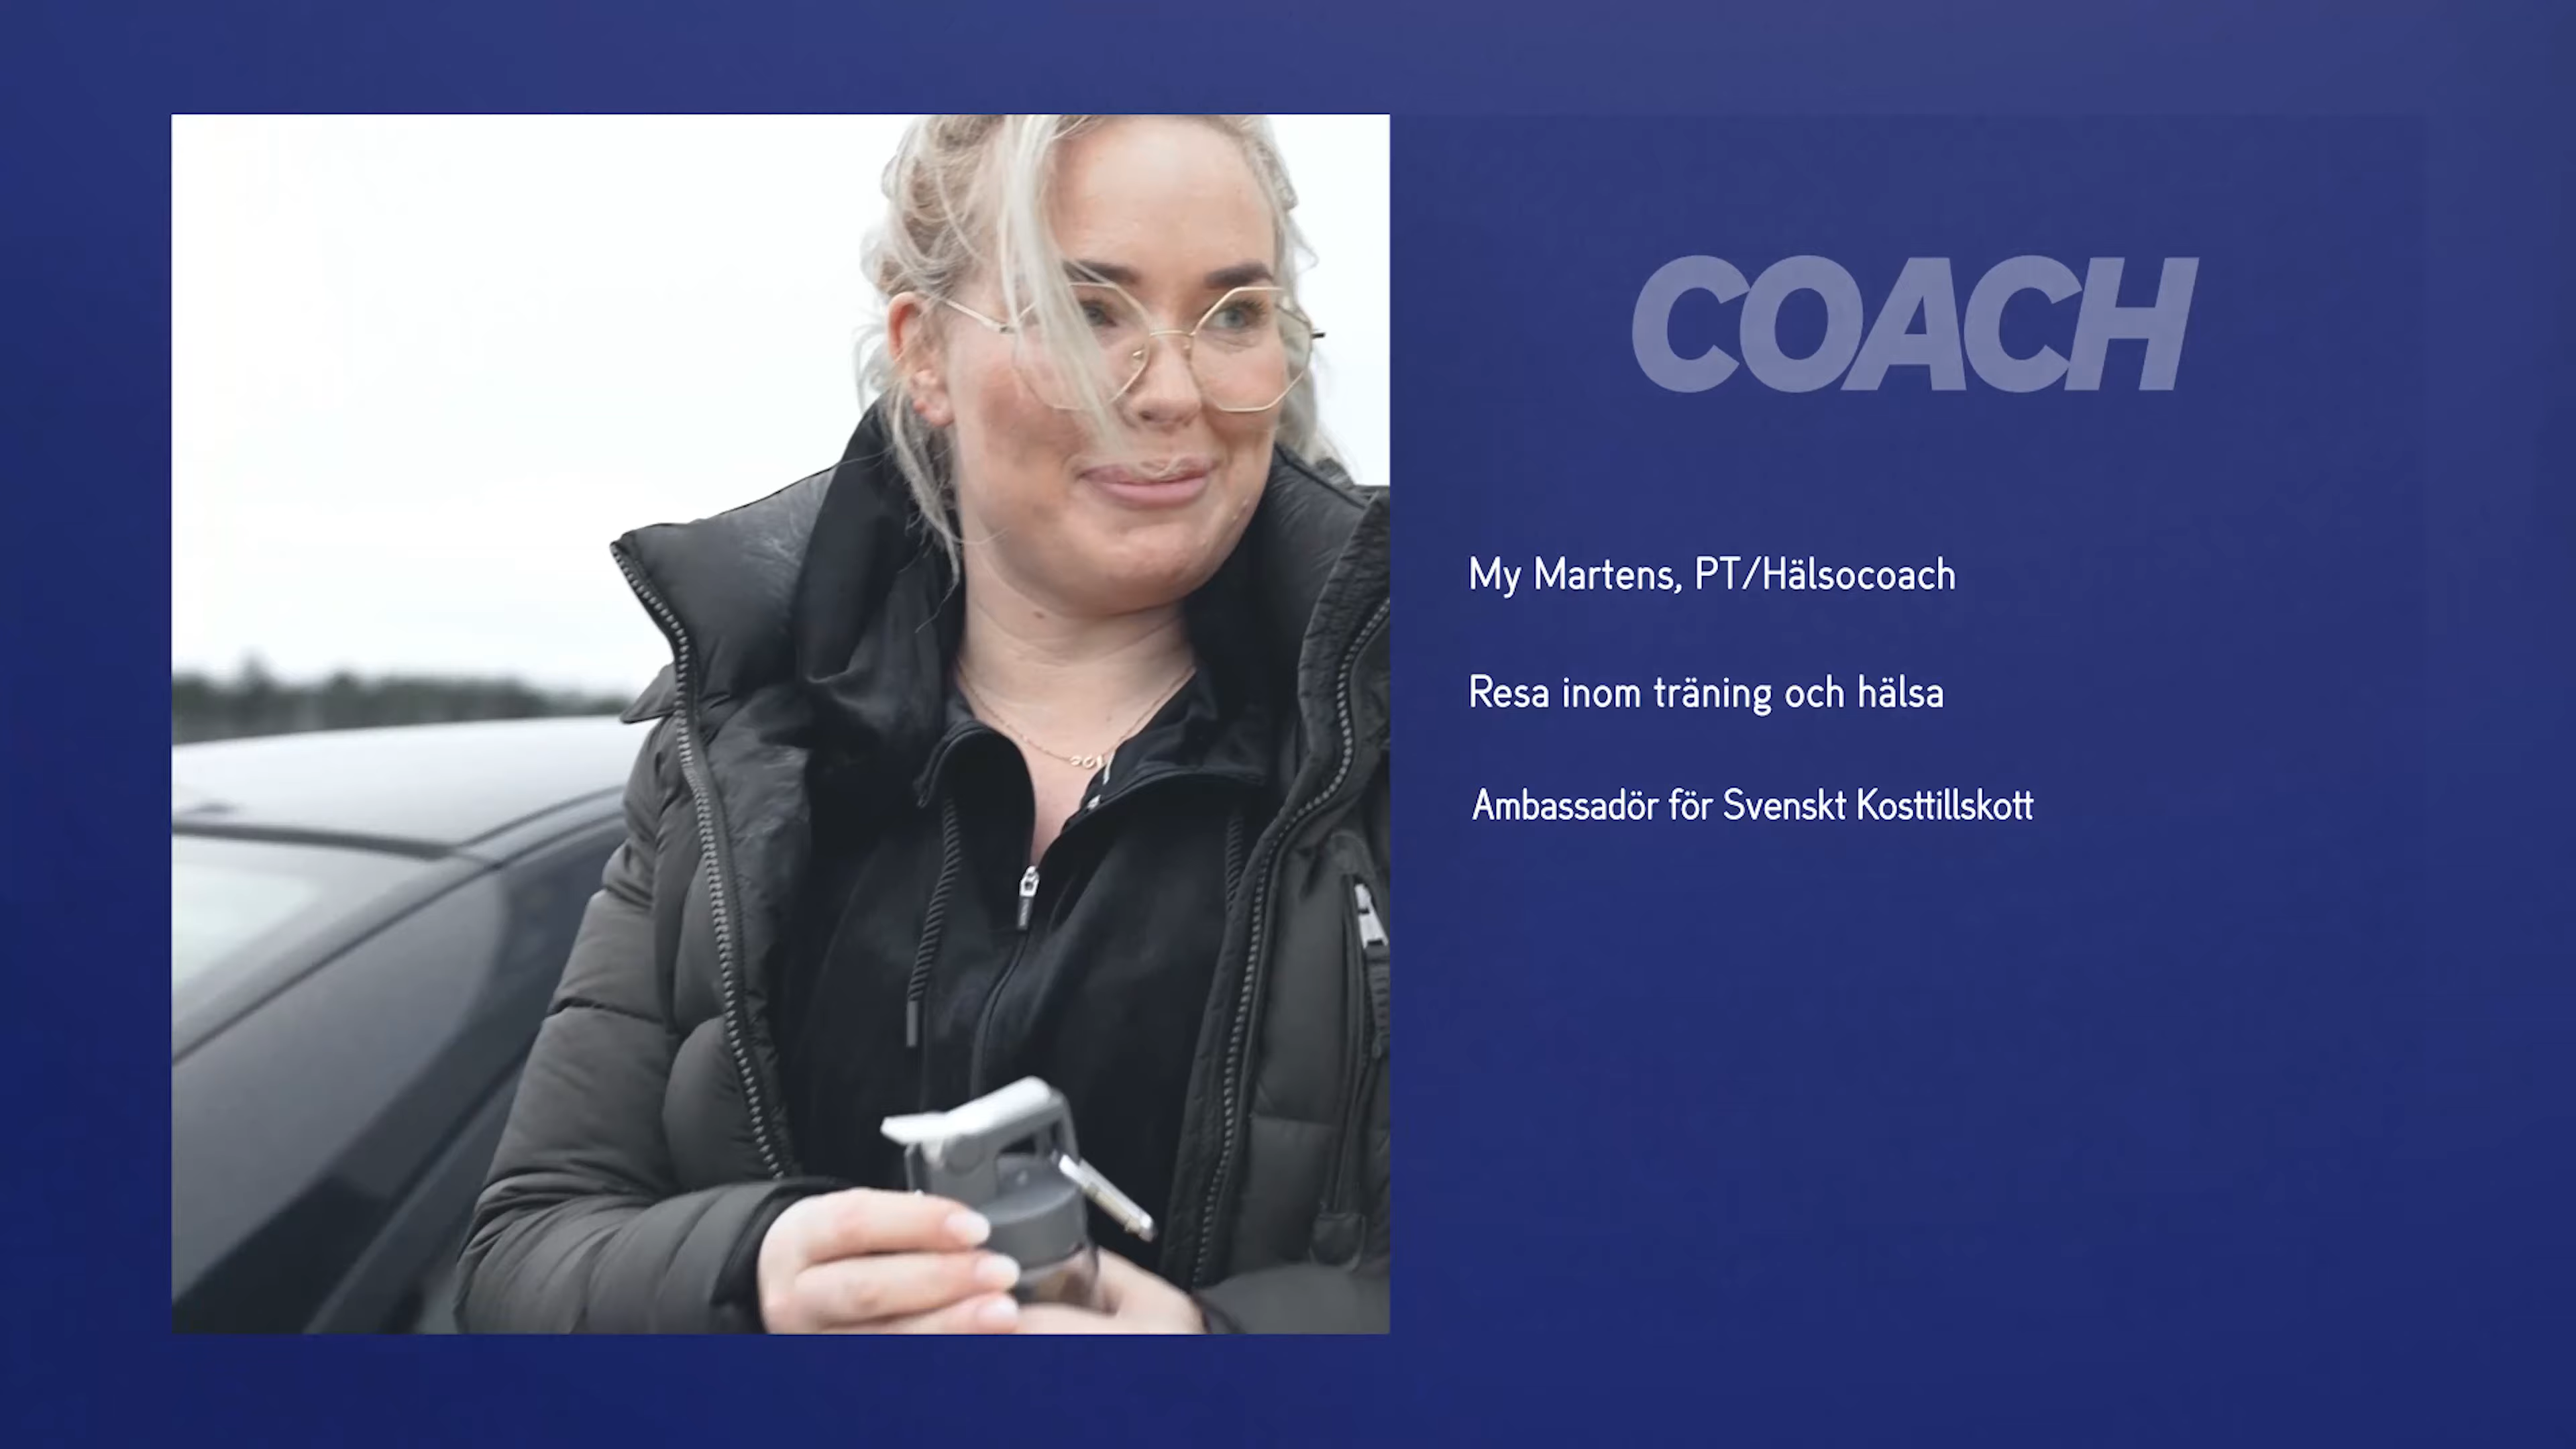 COACH
My Martens, PT/Hälsocoach
Resa inom träning och hälsa
Ambassadör för Svenskt Kosttillskott